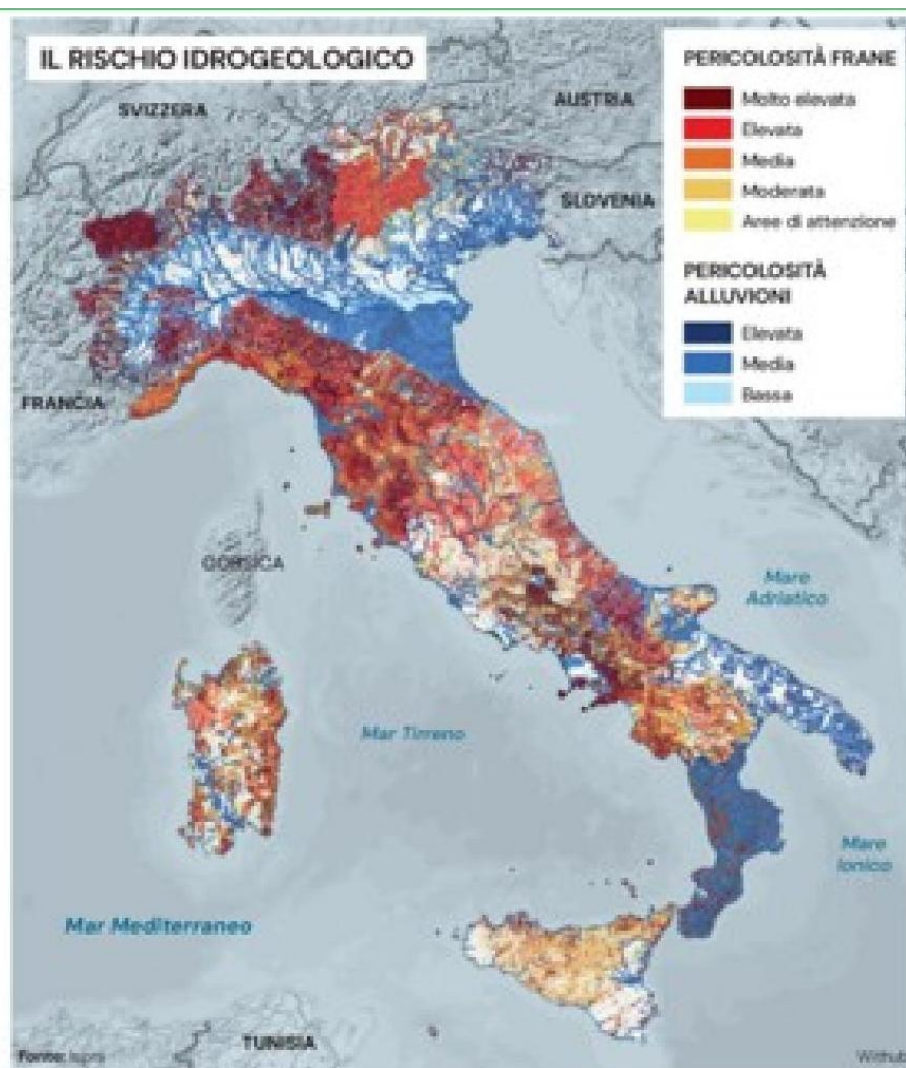 IL RISCHIO IDROGEOLOGICO
PERICOLOSITÀ FRANE
Molto elevata
Elevata
Media
Moderata
Aree di attenzione
PERICOLOSITÀ
ALLUVIONI
Elevata
Media
Bassa
SVIZZERA
AUSTRIA
SLOVENIA
FRANCIA
CORSICA
Mare
Adriatico
Mar Tirreno
Mare
Ionico
Mar Mediterraneo
TUNISIA
Fonte: Ispra
Withub